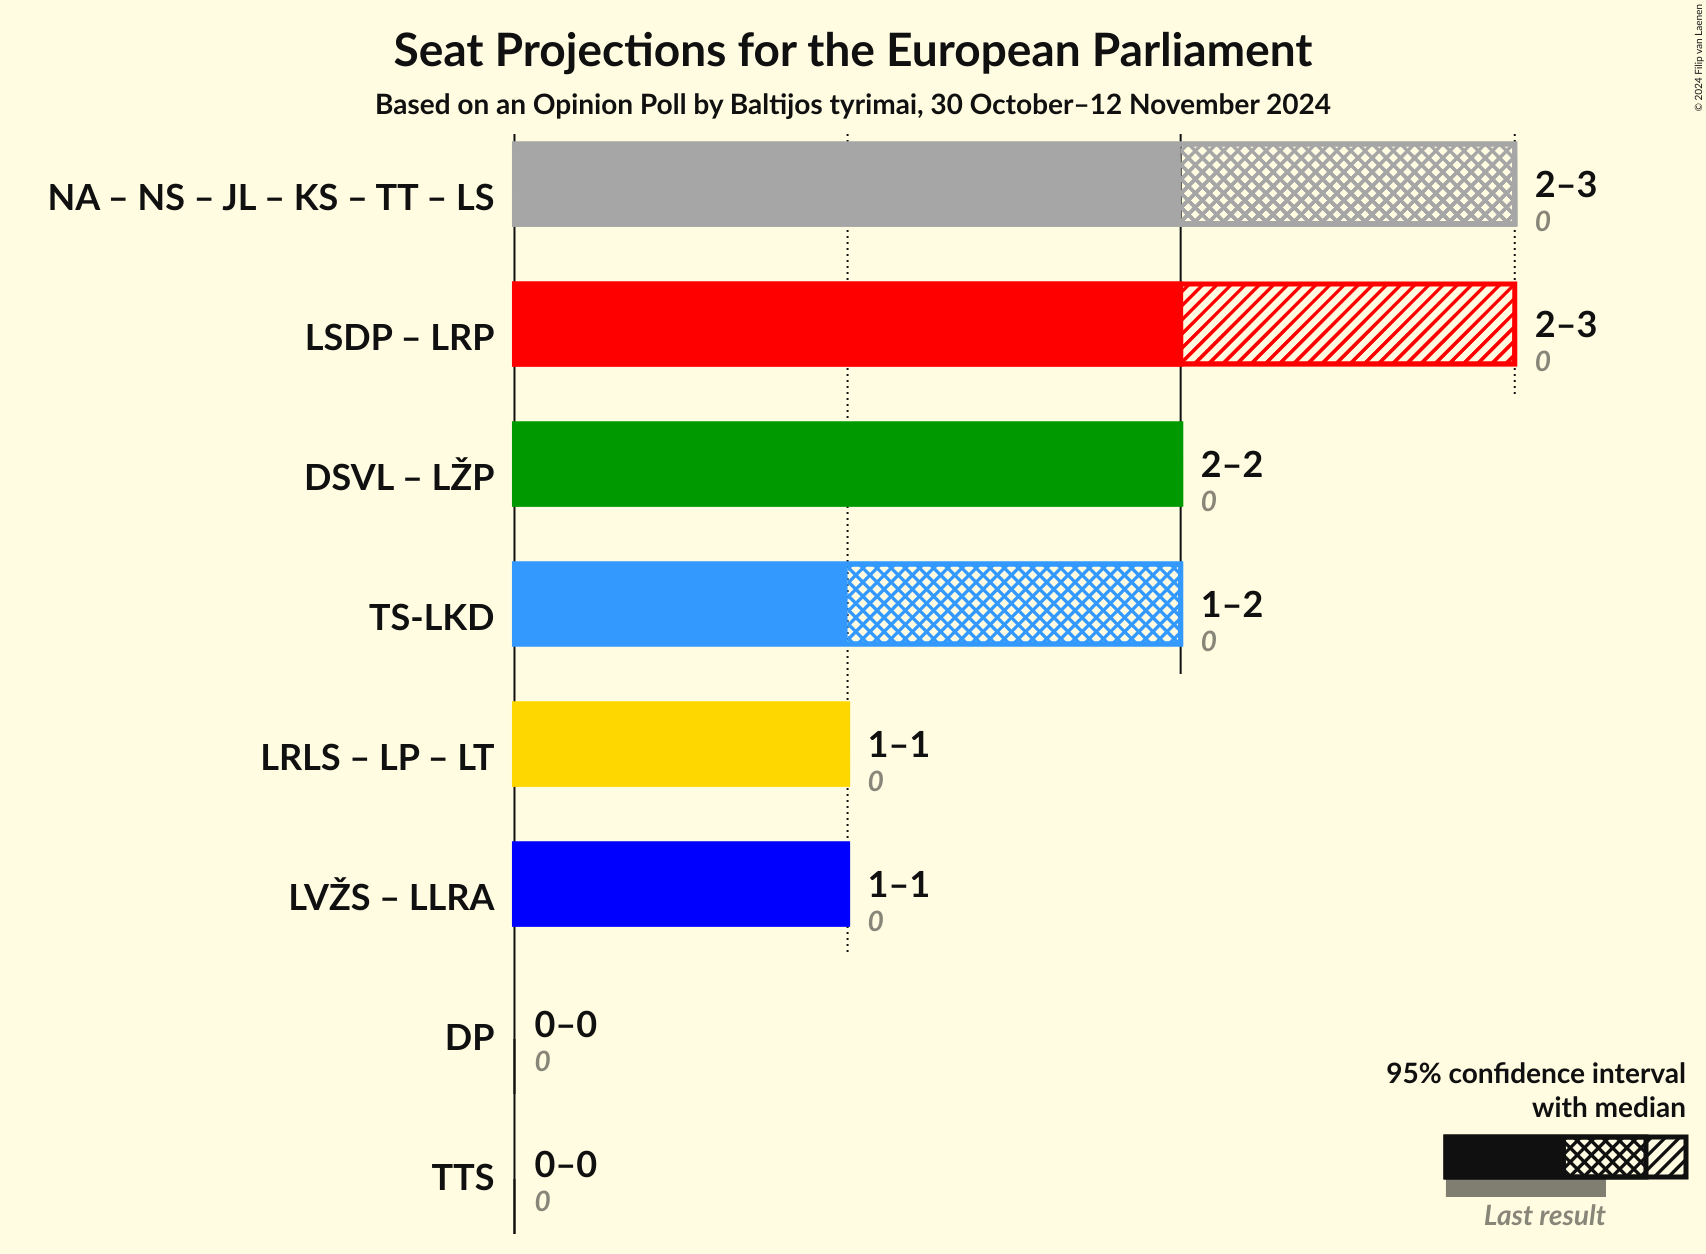 Seat Projections for the European Parliament
Based on an Opinion Poll by Baltijos tyrimai, 30 October–12 November 2024
© 2024 Filip van Laenen
NA – NS – JL – KS – TT – LS
2–3
0
LSDP – LRP
2–3
0
DSVL – LŽP
2–2
0
TS-LKD
1–2
0
LRLS – LP – LT
1–1
0
LVŽS – LLRA
1–1
0
DP
0–0
0
TTS
0–0
0
95% confidence interval
with median
Last result